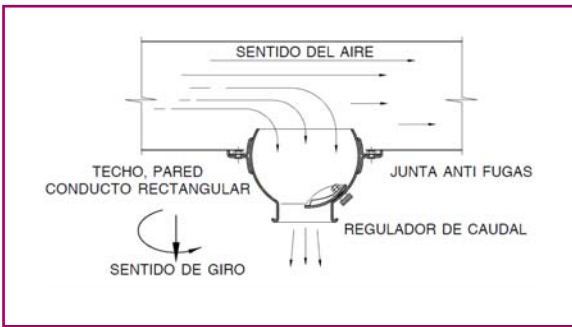 SENTIDO DEL AIRE
TECHO, PARED
CONDUCTO RECTANGULAR
JUNTA ANTI FUGAS
REGULADOR DE CAUDAL
SENTIDO DE GIRO